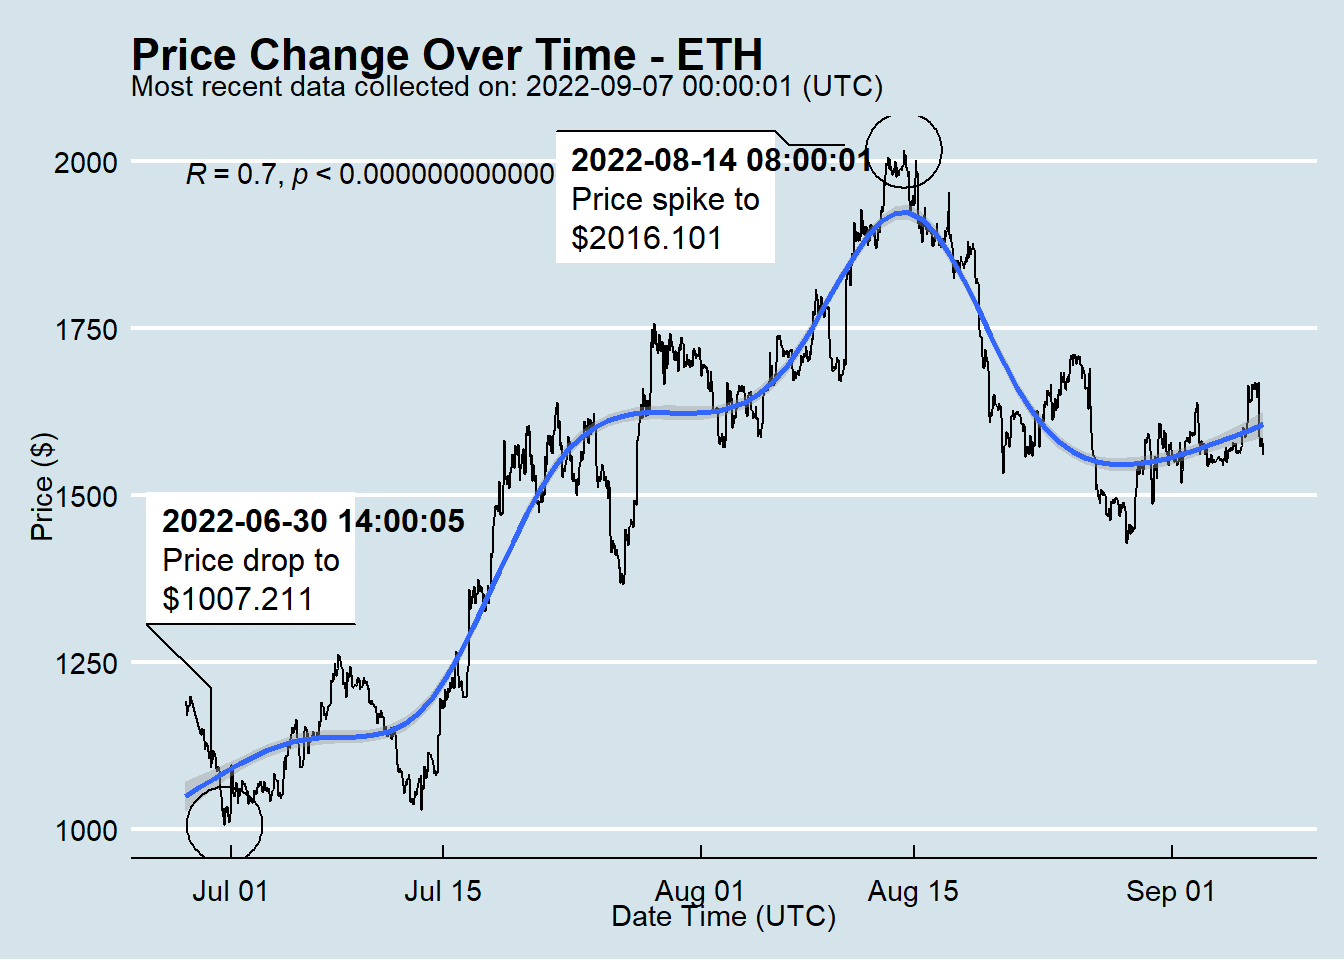 Price Change Over Time - ETH
Most recent data collected on: 2022-09-07 00:00:01 (UTC)
R = 0.7, p < 0.000000000000
2022-08-14 08:00:01
Price spike to
$2016.101
2022-06-30 14:00:05
Price drop to
$1007.211
Price ($)
2000
1750
1500
1250
1000
Jul 01
Jul 15
Aug 01
Aug 15
Sep 01
Date Time (UTC)